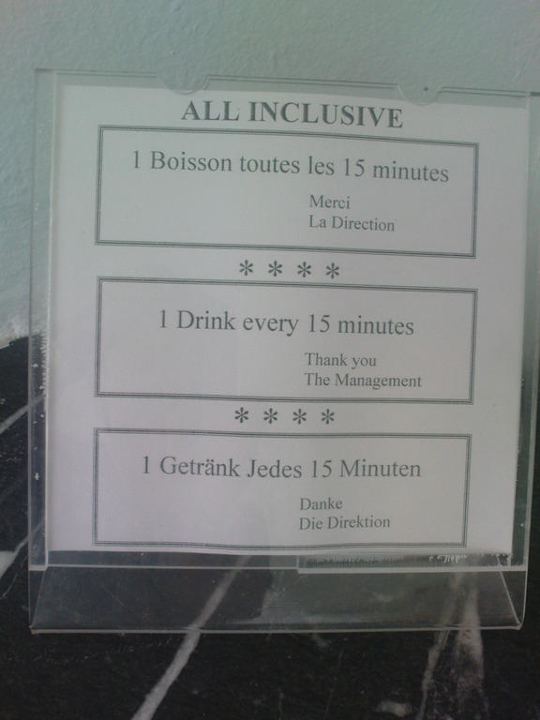 ALL INCLUSIVE
1 Boisson toutes les 15 minutes
Merci
La Direction
* * * *
1 Drink every 15 minutes
Thank you
The Management
* * * *
1 Getränk Jedes 15 Minuten
Danke
Die Direktion